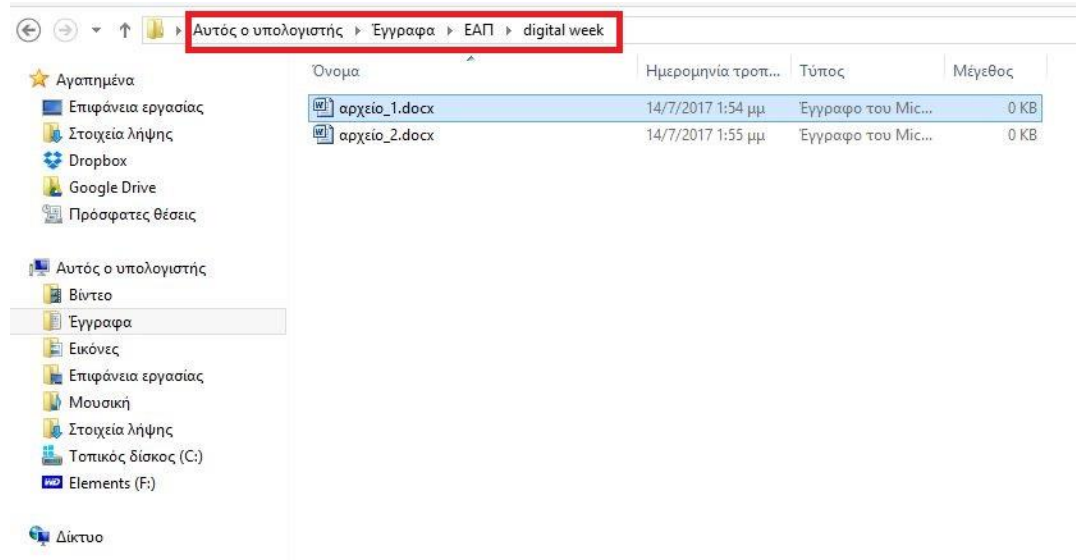 Αυτός ο υπολογιστής Έγγραφα ΕΑΠ digital week
Όνομα Ημερομηνία τροπ... Τύπος Μέγεθος
αρχείο_1.docx 14/7/2017 1:54 μμ Έγγραφο του Mic... 0 KB
αρχείο_2.docx 14/7/2017 1:55 μμ Έγγραφο του Mic... 0 KB
Αγαπημένα
Επιφάνεια εργασίας
Στοιχεία λήψης
Dropbox
Google Drive
Πρόσφατες θέσεις
Αυτός ο υπολογιστής
Βίντεο
Έγγραφα
Εικόνες
Επιφάνεια εργασίας
Μουσική
Στοιχεία λήψης
Τοπικός δίσκος (C:)
WD Elements (F:)
Δίκτυο